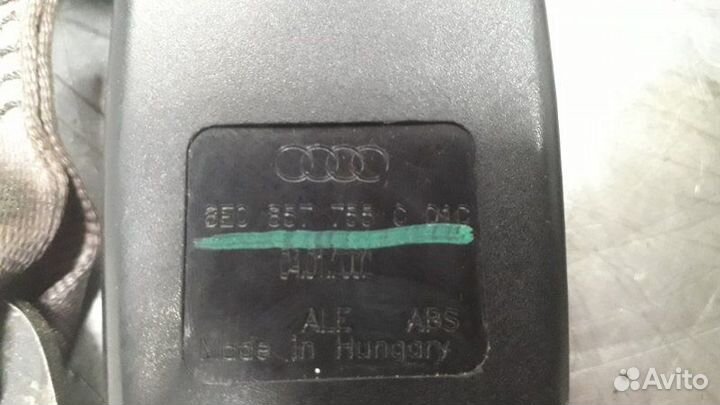 8E0 857 755 C 01C
ALE ABS
Made in Hungary
Avito